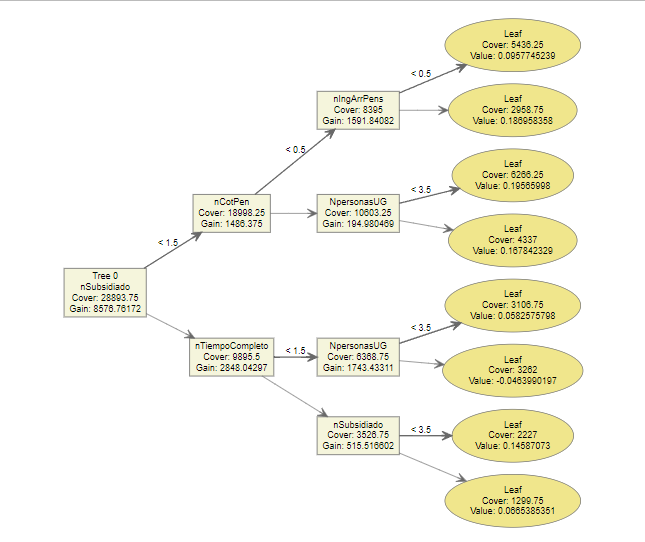 Leaf
Cover: 5436.25
Value: 0.0957745239
< 0.5
nIngArrPens
Cover: 8395
Gain: 1591.84082
Leaf
Cover: 2958.75
Value: 0.186958358
< 0.5
nCotPen
Cover: 18998.25
Gain: 1486.375
Leaf
Cover: 6266.25
Value: 0.19565998
< 3.5
NpersonasUG
Cover: 10603.25
Gain: 194.980469
Leaf
Cover: 4337
Value: 0.167842329
< 1.5
Tree 0
nSubsidiado
Cover: 28893.75
Gain: 8576.76172
Leaf
Cover: 3106.75
Value: 0.0582575798
< 3.5
nTiempoCompleto
Cover: 9895.5
Gain: 2848.04297
< 1.5
NpersonasUG
Cover: 6368.75
Gain: 1743.43311
Leaf
Cover: 3262
Value: -0.0463990197
nSubsidiado
Cover: 3526.75
Gain: 515.516602
< 3.5
Leaf
Cover: 2227
Value: 0.14587073
Leaf
Cover: 1299.75
Value: 0.0665385351